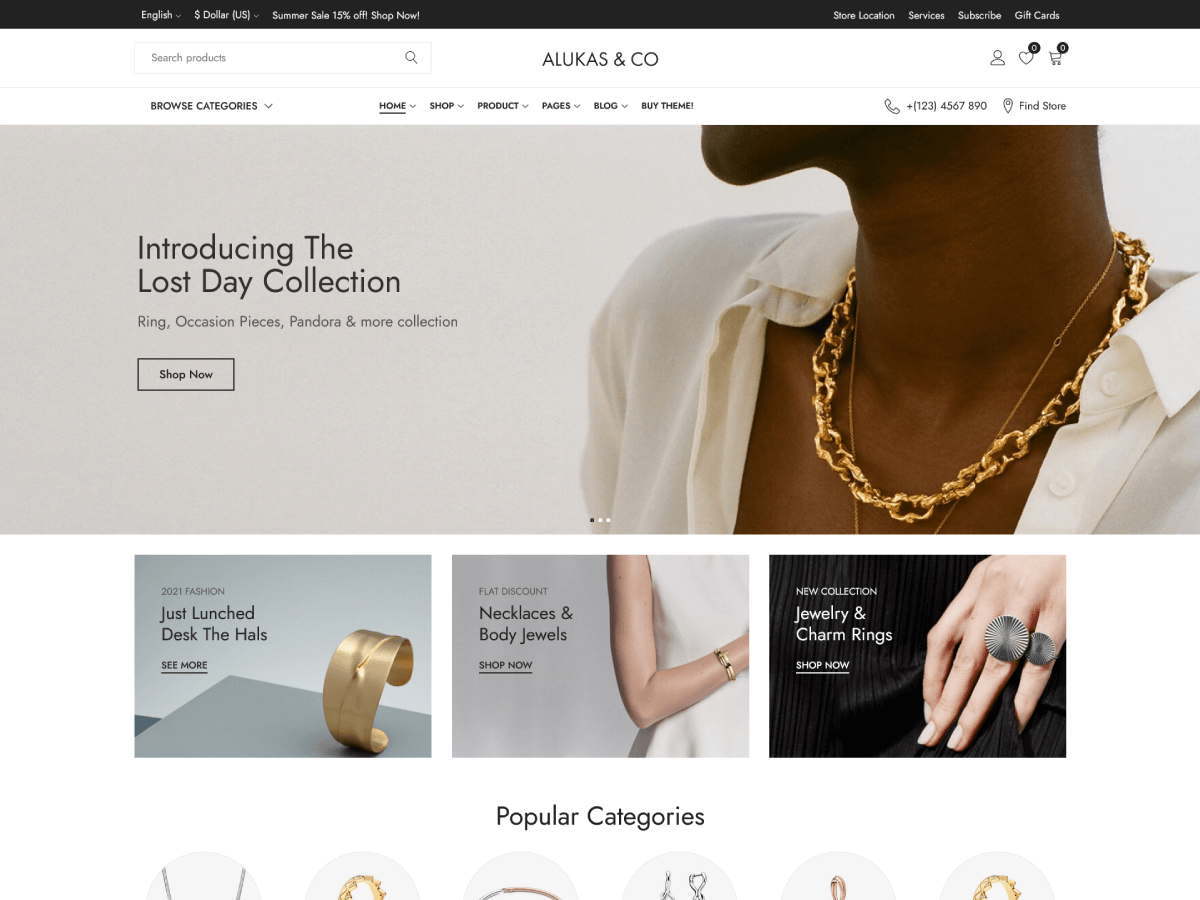 English
$ Dollar (US)
Summer Sale 15% off! Shop Now!
Store Location
Services
Subscribe
Gift Cards
Search products
ALUKAS & CO
0
0
BROWSE CATEGORIES
HOME
SHOP
PRODUCT
PAGES
BLOG
BUY THEME!
+(123) 4567 890
Find Store
Introducing The
Lost Day Collection
Ring, Occasion Pieces, Pandora & more collection
Shop Now
2021 FASHION
Just Lunched
Desk The Hals
SEE MORE
FLAT DISCOUNT
Necklaces &
Body Jewels
SHOP NOW
NEW COLLECTION
Jewelry &
Charm Rings
SHOP NOW
Popular Categories